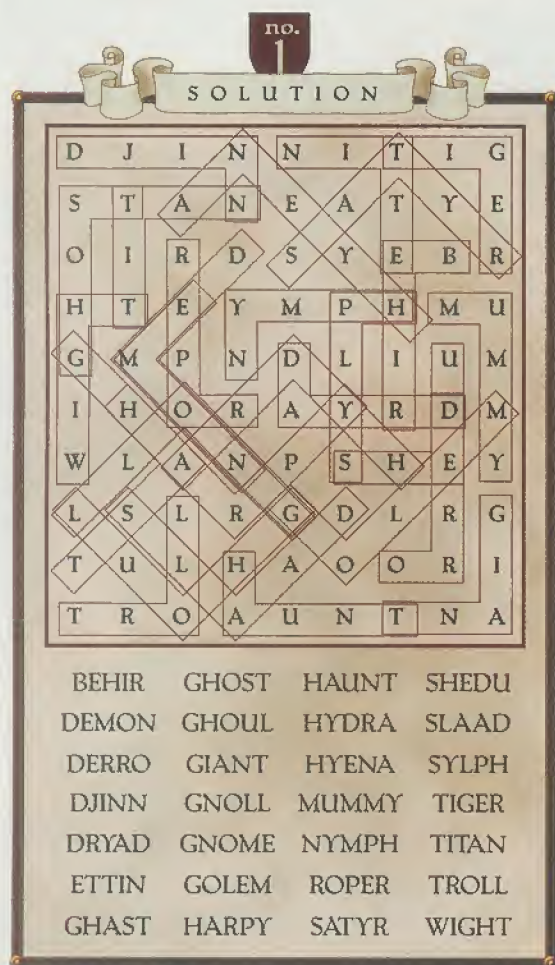 no.
1
SOLUTION
D J I N N I T I G
S T A N E A T Y E
O I R D S Y E B R
H T E Y M P H M U
G M P N D L I U M
I H O R A Y R D M
W L A N P S H E Y
L S L R G D L R G
T U L H A O O R I
T R O A U N T N A
BEHIR GHOST HAUNT SHEDU
DEMON GHOUL HYDRA SLAAD
DERRO GIANT HYENA SYLPH
DJINN GNOLL MUMMY TIGER
DRYAD GNOME NYMPH TITAN
ETTIN GOLEM ROPER TROLL
GHAST HARPY SATYR WIGHT